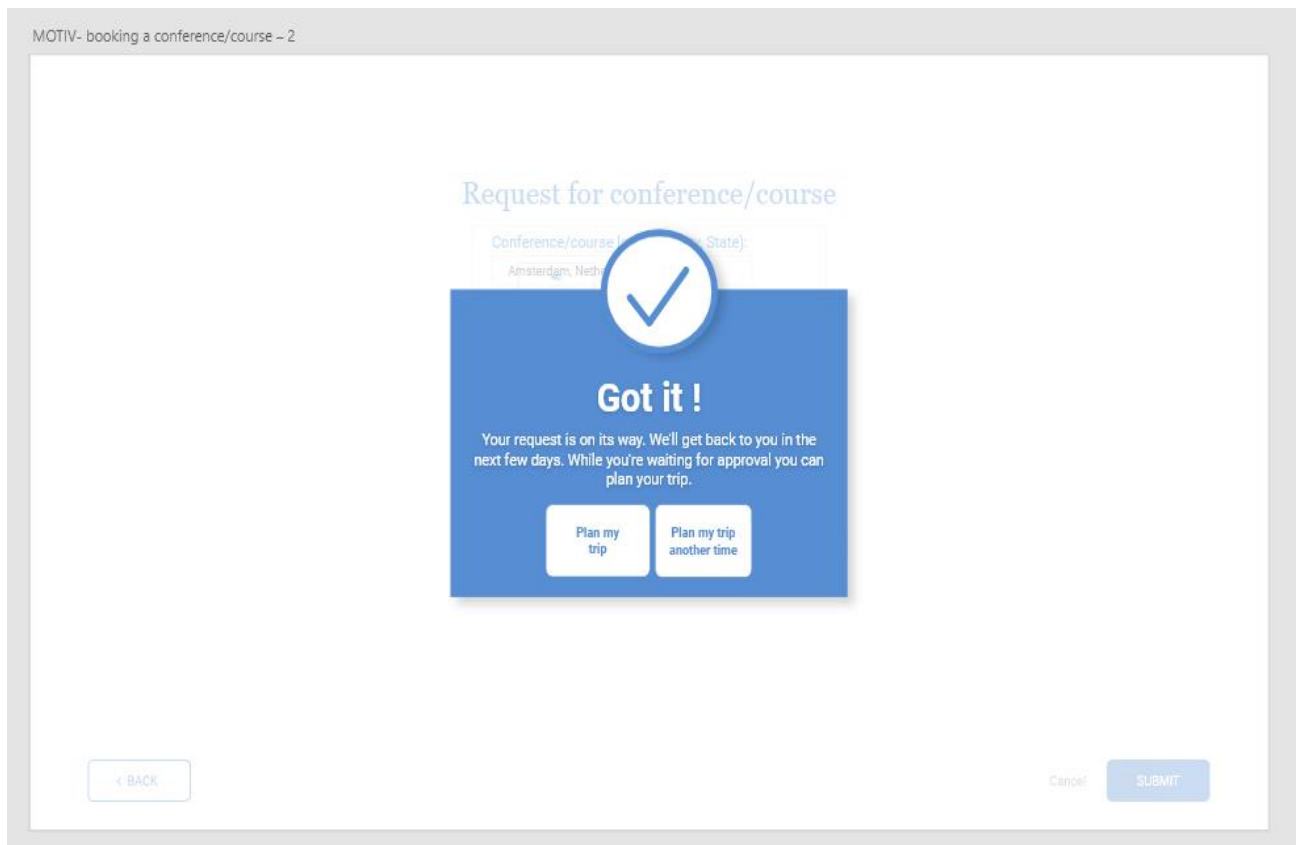 MOTIV- booking a conference/course – 2
Request for conference/course
Conference/course State):
Amsterdam,
Got it !
Your request is on its way. We'll get back to you in the
next few days. While you're waiting for approval you can
plan your trip.
Plan my
trip
Plan my trip
another time
< BACK
Cancel
SUBMIT